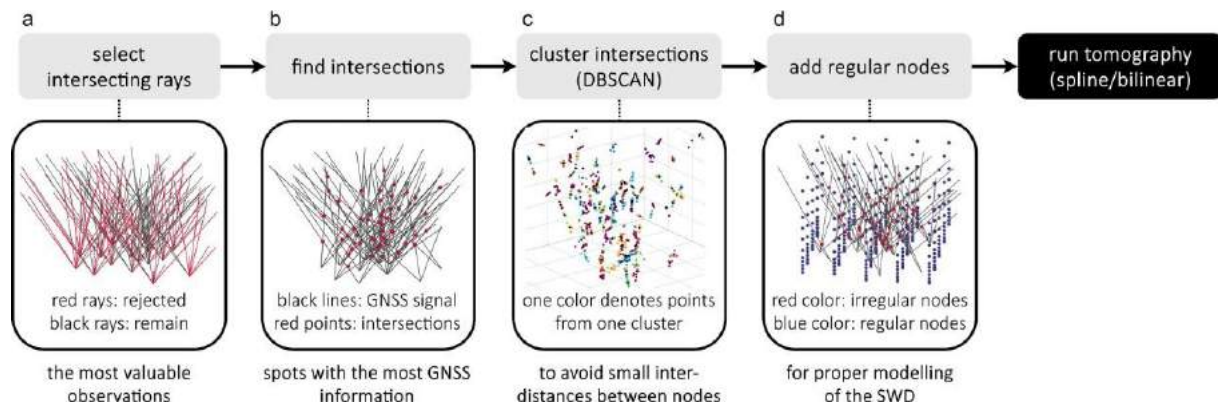 a
select
intersecting rays
b
find intersections
c
cluster intersections
(DBSCAN)
d
add regular nodes
run tomography
(spline/bilinear)
red rays: rejected
black rays: remain
black lines: GNSS signal
red points: intersections
one color denotes points
from one cluster
red color: irregular nodes
blue color: regular nodes
the most valuable
observations
spots with the most GNSS
information
to avoid small inter-
distances between nodes
for proper modelling
of the SWD